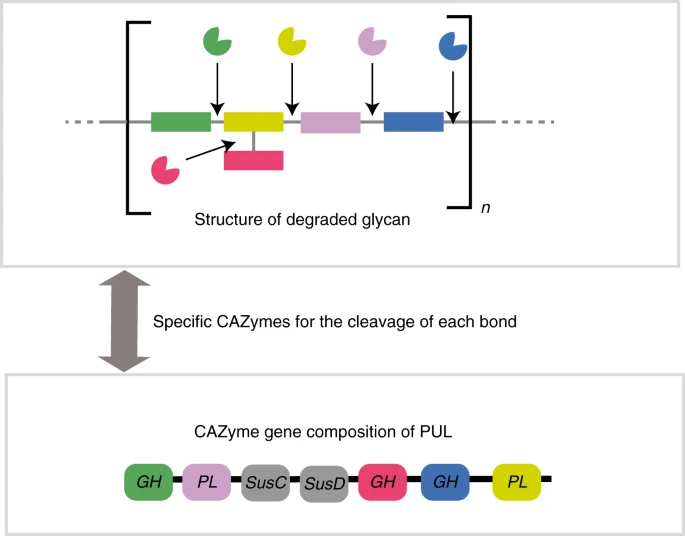 n
Structure of degraded glycan
Specific CAZymes for the cleavage of each bond
CAZyme gene composition of PUL
GH PL SusC SusD GH GH PL